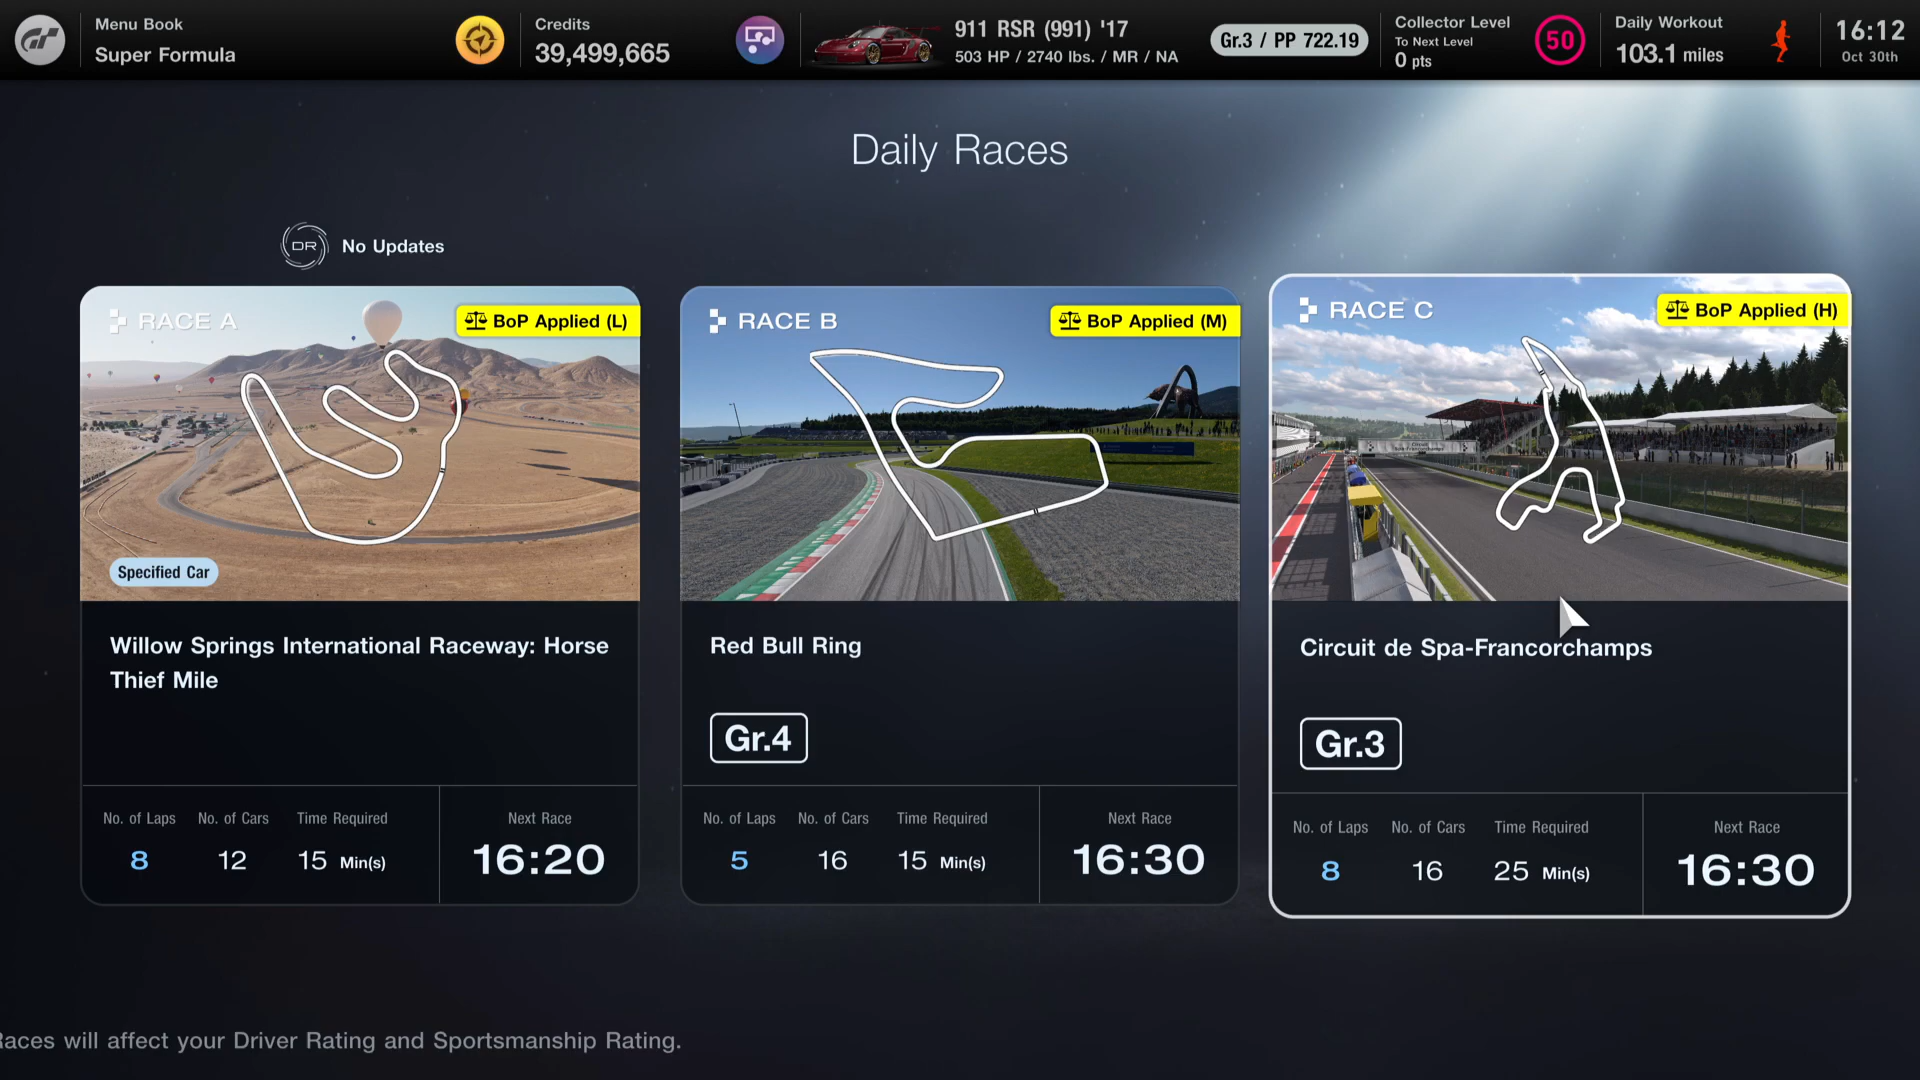 Menu Book
Super Formula
Credits
39,499,665
911 RSR (991) '17
503 HP / 2740 lbs. / MR / NA
Gr.3 / PP 722.19
Collector Level
To Next Level
0 pts
50
Daily Workout
103.1 miles
16:12
Oct 30th
Daily Races
DR No Updates
RACE A
BoP Applied (L)
Specified Car
Willow Springs International Raceway: Horse
Thief Mile
No. of Laps No. of Cars Time Required Next Race
8 12 15 Min(s) 16:20
RACE B
BoP Applied (M)
Red Bull Ring
Gr.4
No. of Laps No. of Cars Time Required Next Race
5 16 15 Min(s) 16:30
RACE C
BoP Applied (H)
Circuit de Spa-Francorchamps
Gr.3
No. of Laps No. of Cars Time Required Next Race
8 16 25 Min(s) 16:30
Races will affect your Driver Rating and Sportsmanship Rating.